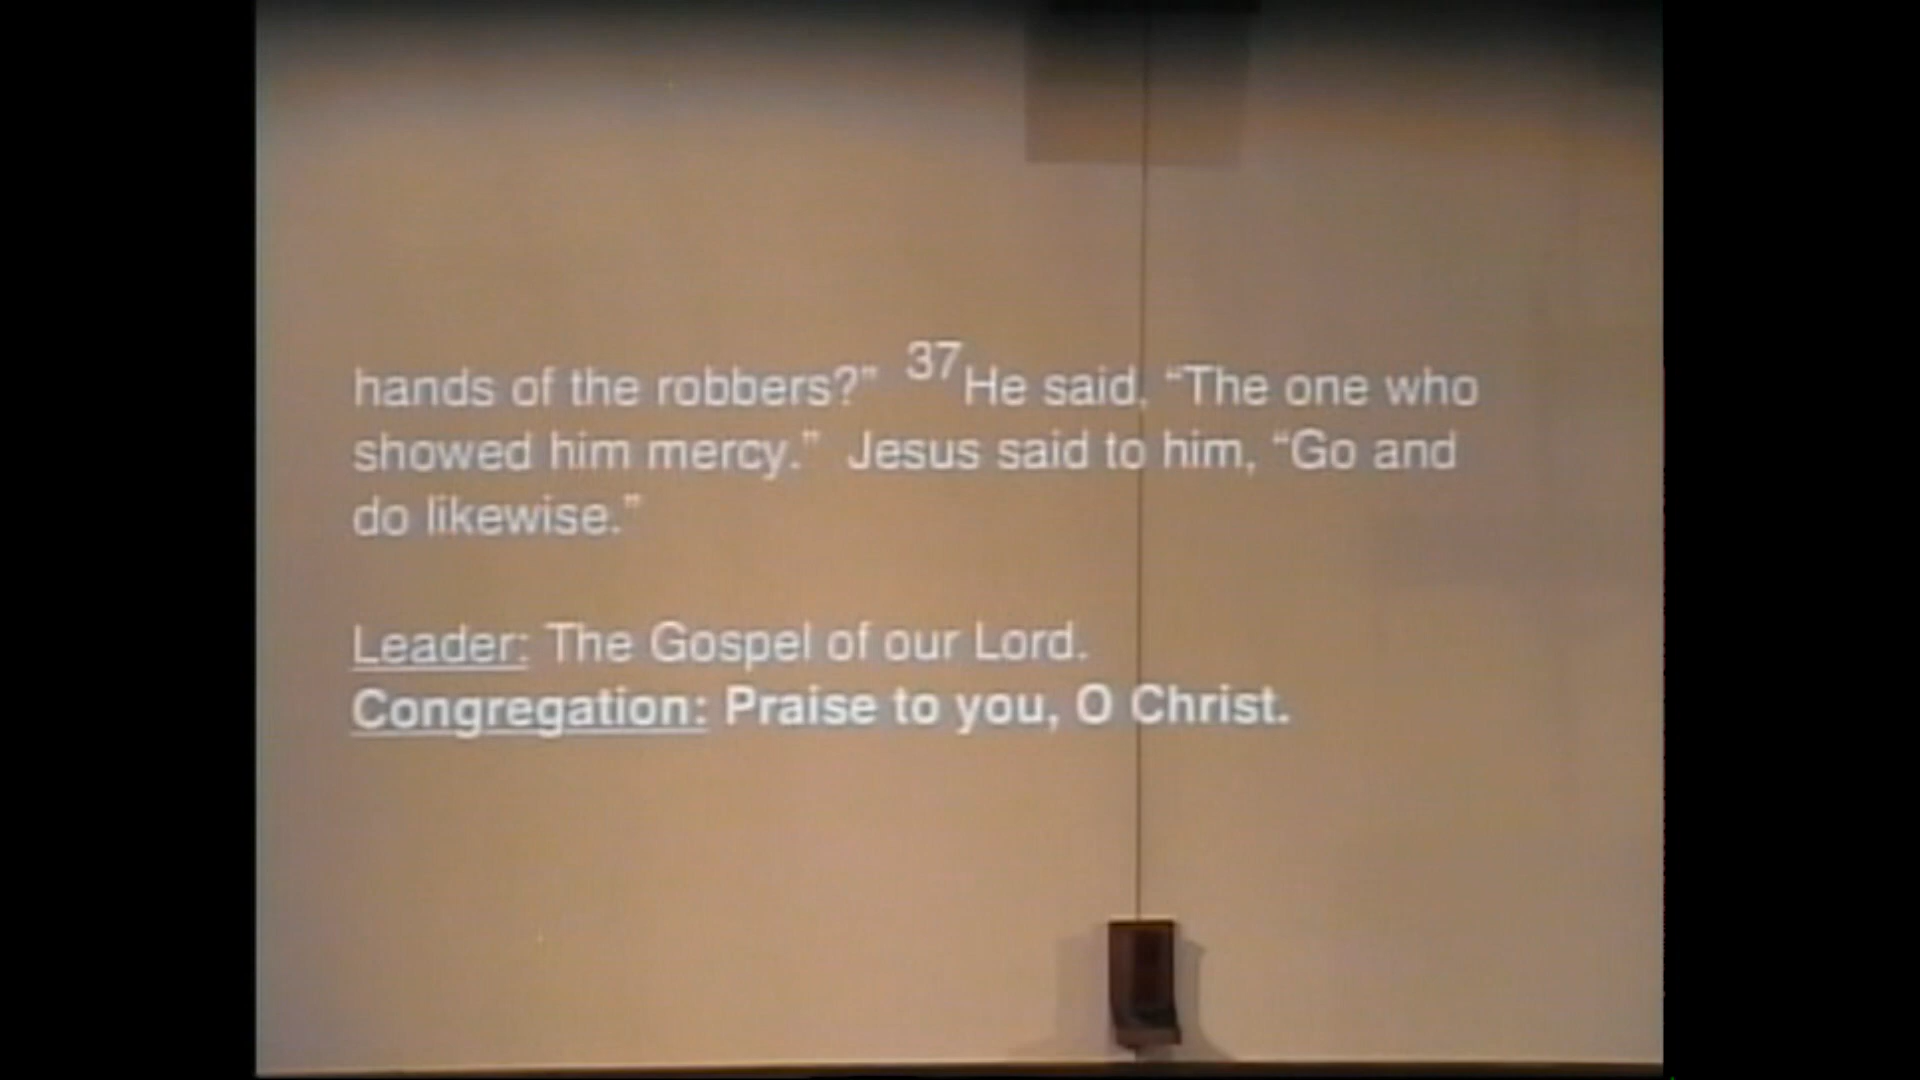 hands of the robbers?”  37He said, “The one who
showed him mercy.”  Jesus said to him, “Go and
do likewise.”
Leader: The Gospel of our Lord.
Congregation: Praise to you, O Christ.